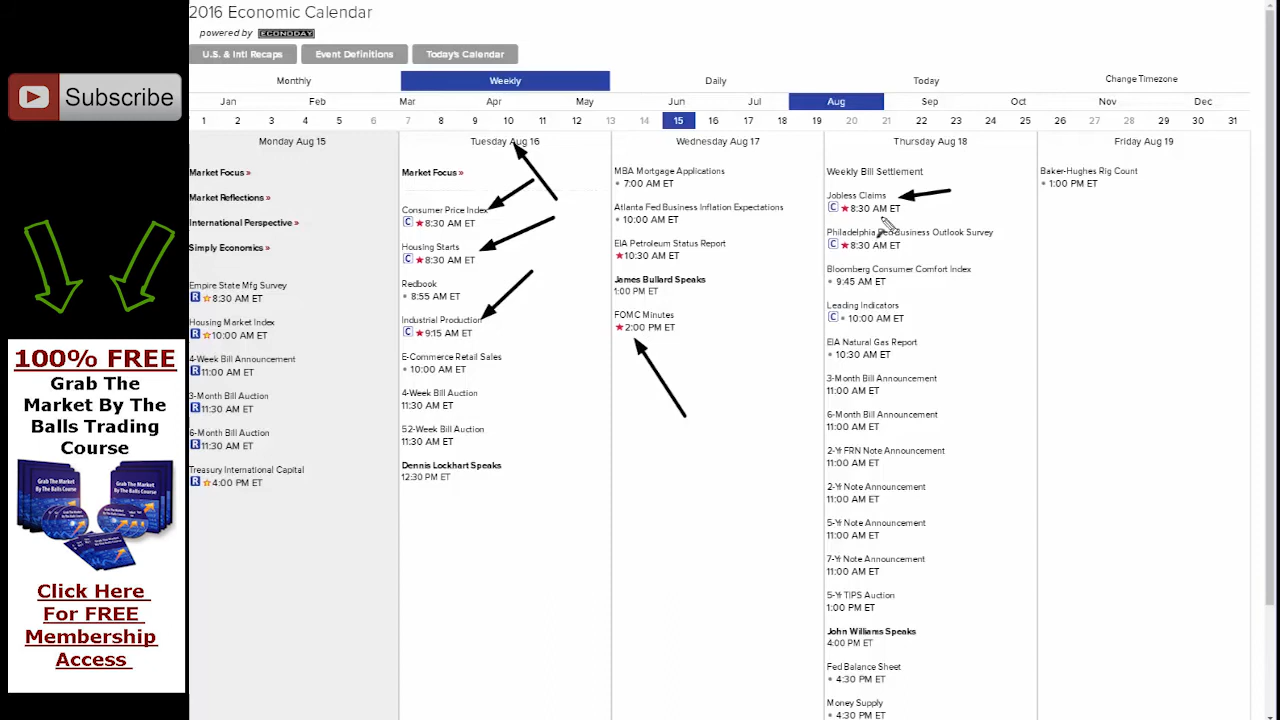 2016 Economic Calendar
powered by ECONODAY
U.S. & Intl Recaps Event Definitions Today's Calendar
Monthly Weekly Daily Today Change Timezone
Jan Feb Mar Apr May Jun Jul Aug Sep Oct Nov Dec
1 2 3 4 5 6 7 8 9 10 11 12 13 14 15 16 17 18 19 20 21 22 23 24 25 26 27 28 29 30 31
Monday Aug 15
Market Focus »
Market Reflections »
International Perspective »
Simply Economics »
Empire State Mfg Survey
R 8:30 AM ET
Housing Market Index
R 10:00 AM ET
4-Week Bill Announcement
R 11:00 AM ET
3-Month Bill Auction
R 11:30 AM ET
6-Month Bill Auction
R 11:30 AM ET
Treasury International Capital
R 4:00 PM ET
Tuesday Aug 16
Market Focus »
Consumer Price Index
C 8:30 AM ET
Housing Starts
C 8:30 AM ET
Redbook
8:55 AM ET
Industrial Production
C 9:15 AM ET
E-Commerce Retail Sales
10:00 AM ET
4-Week Bill Auction
11:30 AM ET
52-Week Bill Auction
11:30 AM ET
Dennis Lockhart Speaks
12:30 PM ET
Wednesday Aug 17
MBA Mortgage Applications
7:00 AM ET
Atlanta Fed Business Inflation Expectations
10:00 AM ET
EIA Petroleum Status Report
10:30 AM ET
James Bullard Speaks
1:00 PM ET
FOMC Minutes
2:00 PM ET
Thursday Aug 18
Weekly Bill Settlement
Jobless Claims
C 8:30 AM ET
Philadelphia Fed Business Outlook Survey
C 8:30 AM ET
Bloomberg Consumer Comfort Index
9:45 AM ET
Leading Indicators
C 10:00 AM ET
EIA Natural Gas Report
10:30 AM ET
3-Month Bill Announcement
11:00 AM ET
6-Month Bill Announcement
11:00 AM ET
2-Yr FRN Note Announcement
11:00 AM ET
2-Yr Note Announcement
11:00 AM ET
5-Yr Note Announcement
11:00 AM ET
7-Yr Note Announcement
11:00 AM ET
5-Yr TIPS Auction
1:00 PM ET
John Williams Speaks
4:00 PM ET
Fed Balance Sheet
4:30 PM ET
Money Supply
4:30 PM ET
Friday Aug 19
Baker-Hughes Rig Count
1:00 PM ET
Subscribe
100% FREE
Grab The
Market By The
Balls Trading
Course
Grab The Market
By The Balls Course
Grab The Market
By The Balls Course
Click Here
For FREE
Membership
Access